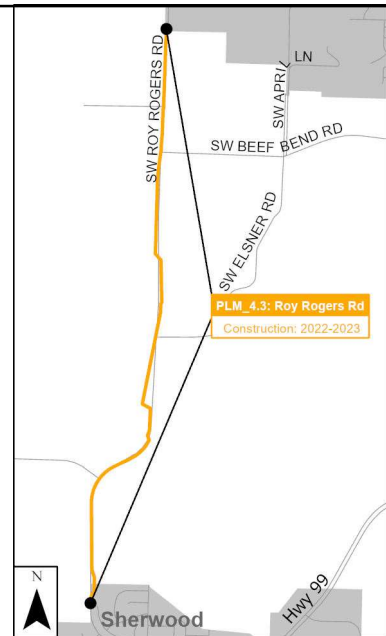 SW ROY ROGERS RD
SW APRIL
LN
SW BEEF BEND RD
SW ELSNER RD
PLM_4.3: Roy Rogers Rd
Construction: 2022-2023
N
Sherwood
Hwy 99